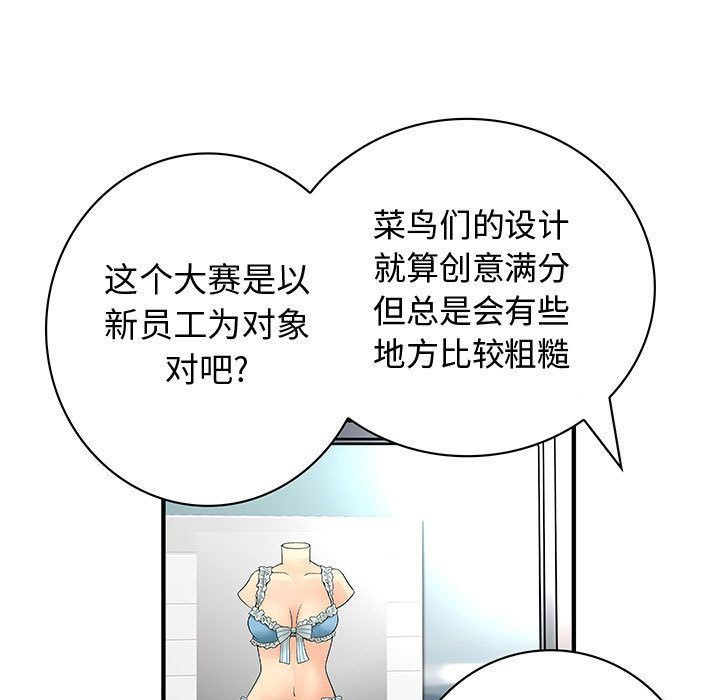 这个大赛是以
新员工为对象
对吧?
菜鸟们的设计
就算创意满分
但总是会有些
地方比较粗糙